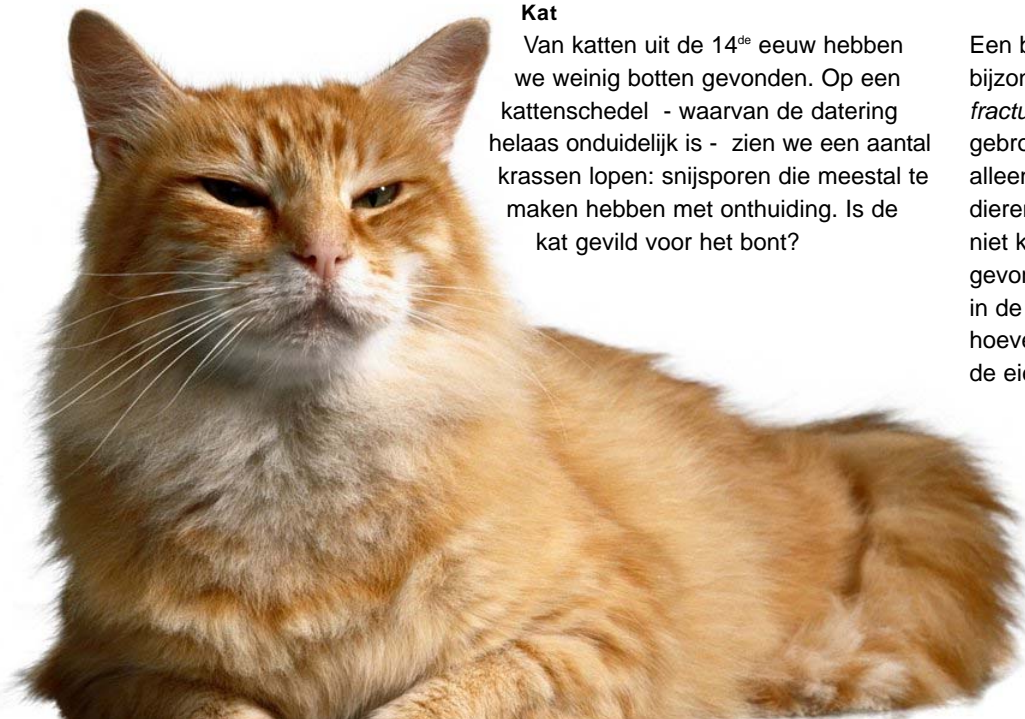 Kat
Van katten uit de 14de eeuw hebben
we weinig botten gevonden. Op een
kattenschedel - waarvan de datering
helaas onduidelijk is - zien we een aantal
krassen lopen: snijsporen die meestal te
maken hebben met onthuiding. Is de
kat gevild voor het bont?
Een
in de
de